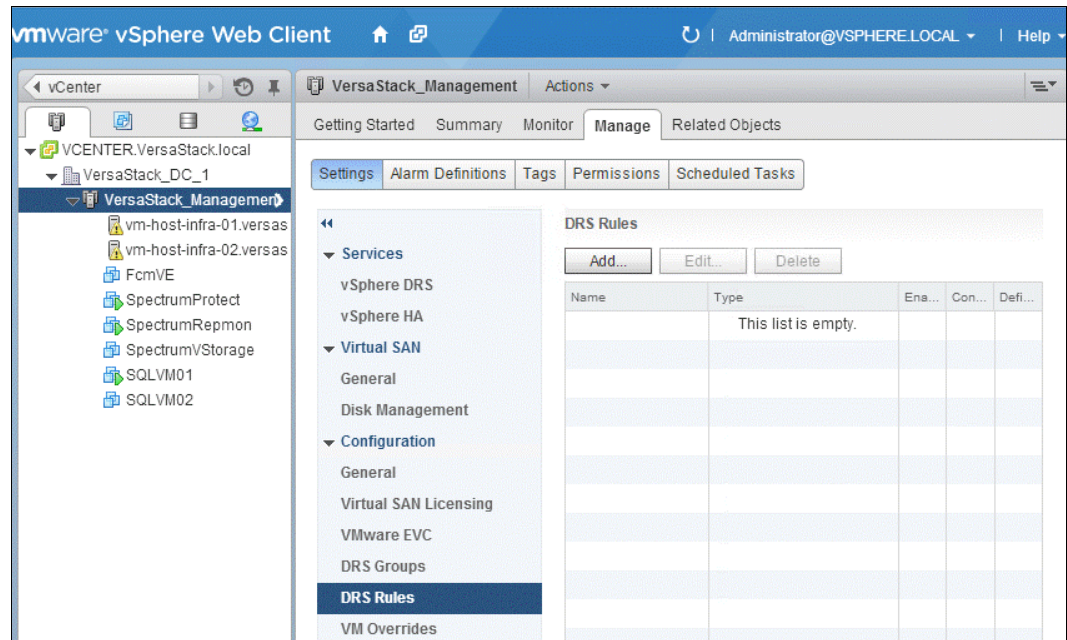 vmware® vSphere Web Client
Administrator@VSPHERE.LOCAL
Help
vCenter
VCENTER.VersaStack.local
VersaStack_DC_1
VersaStack_Managemen
vm-host-infra-01.versas
vm-host-infra-02.versas
FcmVE
SpectrumProtect
SpectrumRepmon
SpectrumVStorage
SQLVM01
SQLVM02
VersaStack_Management Actions
Getting Started Summary Monitor Manage Related Objects
Settings Alarm Definitions Tags Permissions Scheduled Tasks
Services
vSphere DRS
vSphere HA
Virtual SAN
General
Disk Management
Configuration
General
Virtual SAN Licensing
VMware EVC
DRS Groups
DRS Rules
VM Overrides
DRS Rules
Add... Edit... Delete
Name Type Ena... Con... Defi...
This list is empty.